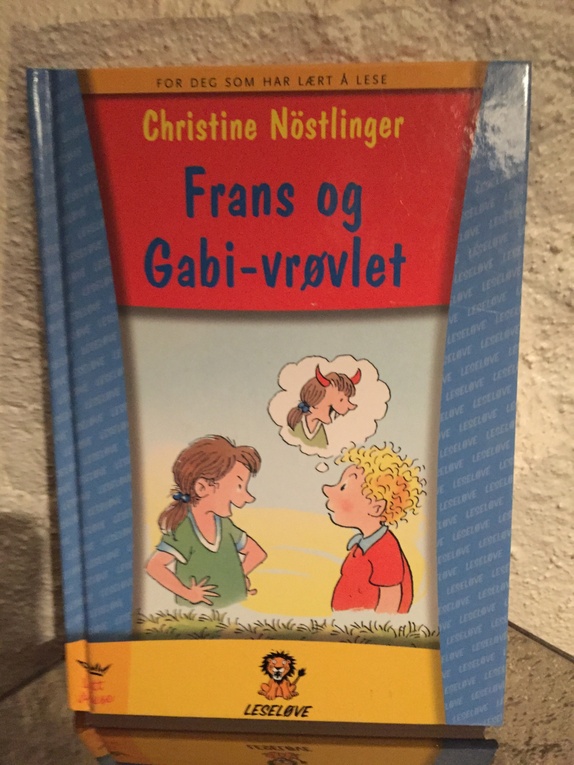 FOR DEG SOM HAR LÆRT Å LESE
Christine Nöstlinger
Frans og
Gabi-vrøvlet
LESELØVE